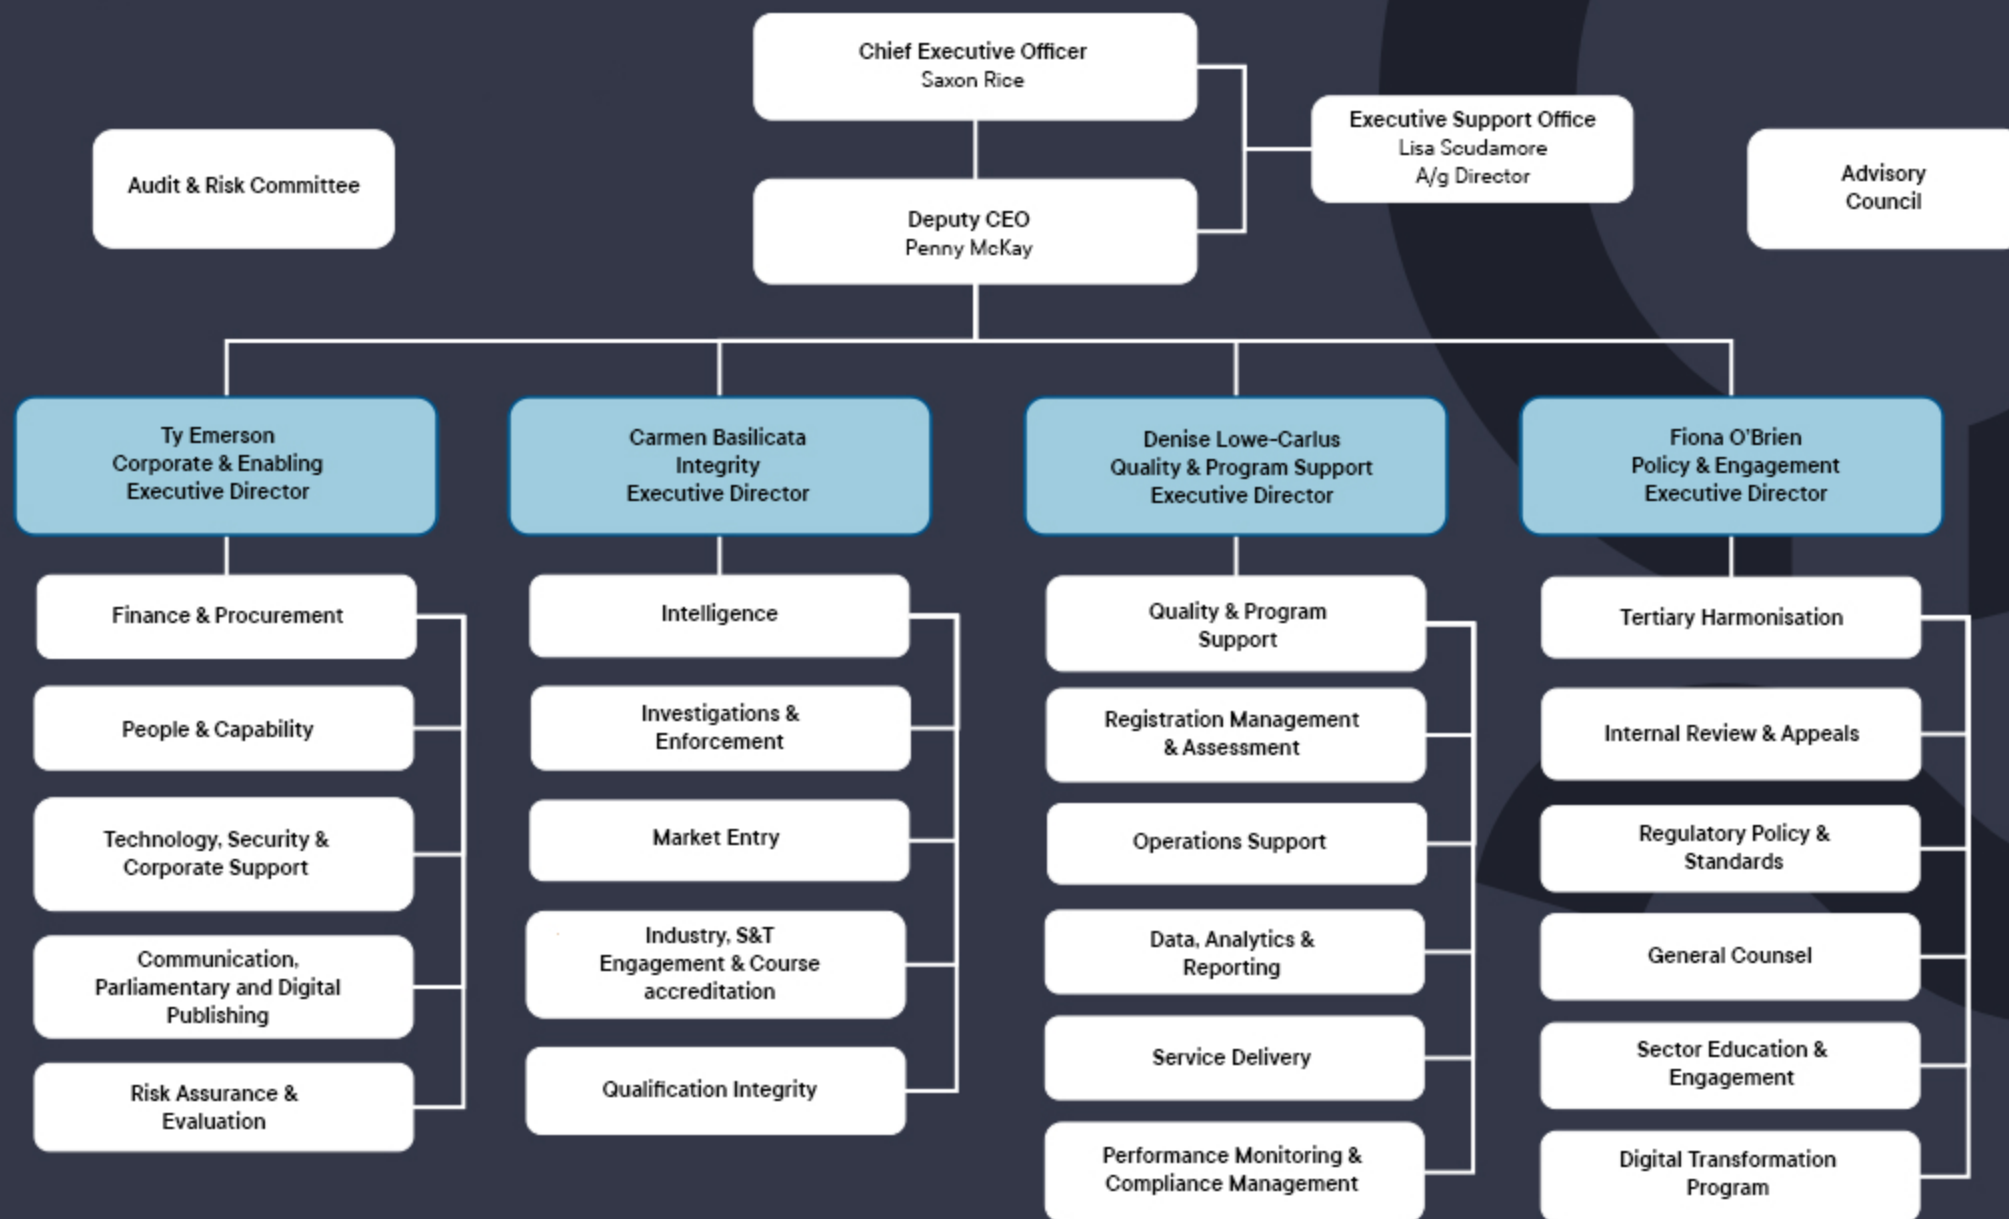 Chief Executive Officer
Saxon Rice
Executive Support Office
Lisa Scudamore
A/g Director
Audit & Risk Committee
Advisory
Council
Deputy CEO
Penny McKay
Ty Emerson
Corporate & Enabling
Executive Director
Carmen Basilicata
Integrity
Executive Director
Denise Lowe-Carlus
Quality & Program Support
Executive Director
Fiona O'Brien
Policy & Engagement
Executive Director
Finance & Procurement
People & Capability
Technology, Security &
Corporate Support
Communication,
Parliamentary and Digital
Publishing
Risk Assurance &
Evaluation
Intelligence
Investigations &
Enforcement
Market Entry
Industry, S&T
Engagement & Course
accreditation
Qualification Integrity
Quality & Program
Support
Registration Management
& Assessment
Operations Support
Data, Analytics &
Reporting
Service Delivery
Performance Monitoring &
Compliance Management
Tertiary Harmonisation
Internal Review & Appeals
Regulatory Policy &
Standards
General Counsel
Sector Education &
Engagement
Digital Transformation
Program